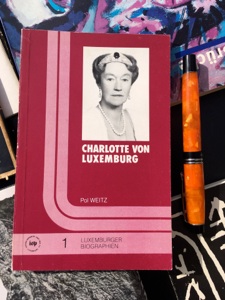 CHARLOTTE VON
LUXEMBURG
Pol WEITZ
1
LUXEMBURGER
BIOGRAPHIEN